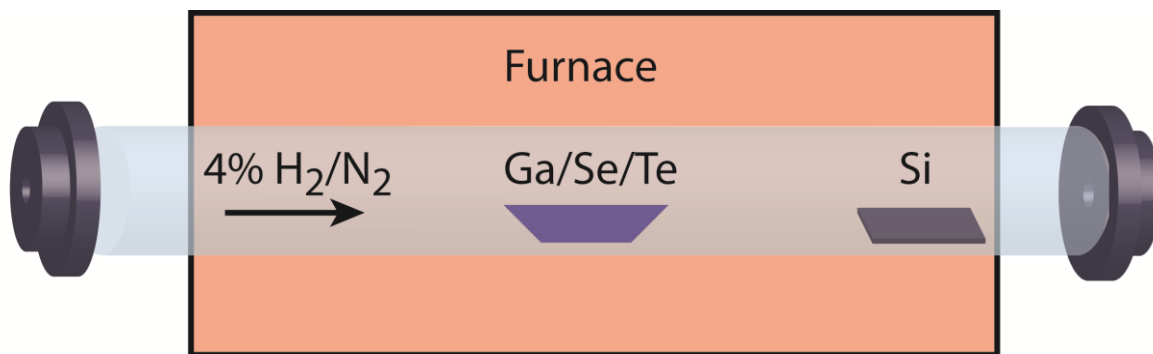 Furnace
4% H₂/N₂
Ga/Se/Te
Si